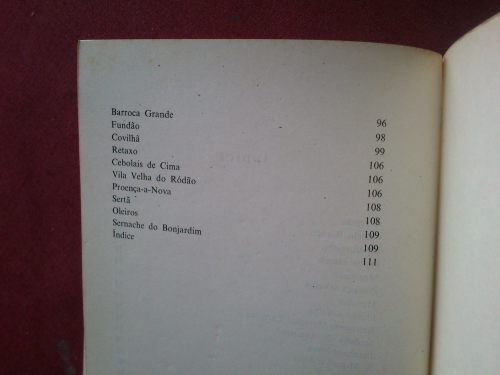 Barroca Grande 96
Fundão 98
Covilhã 99
Retaxo 106
Cebolais de Cima 106
Vila Velha do Ródão 106
Proença-a-Nova 108
Sertã 108
Oleiros 109
Sernache do Bonjardim 109
Índice 111